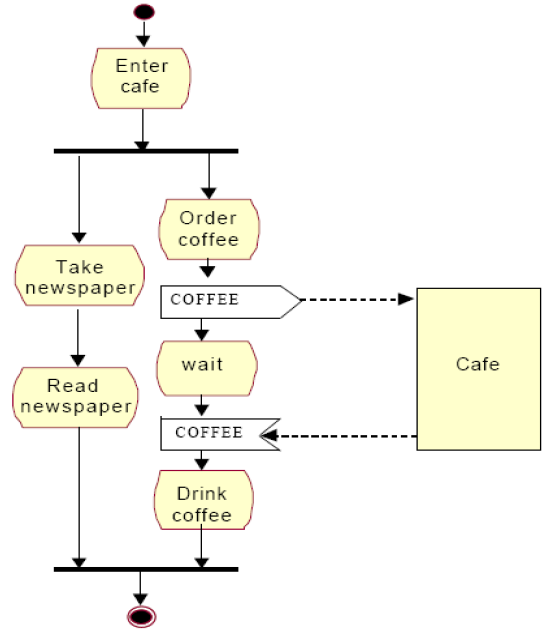 Enter
cafe
Order
coffee
Take
newspaper
COFFEE
wait
Cafe
Read
newspaper
COFFEE
Drink
coffee